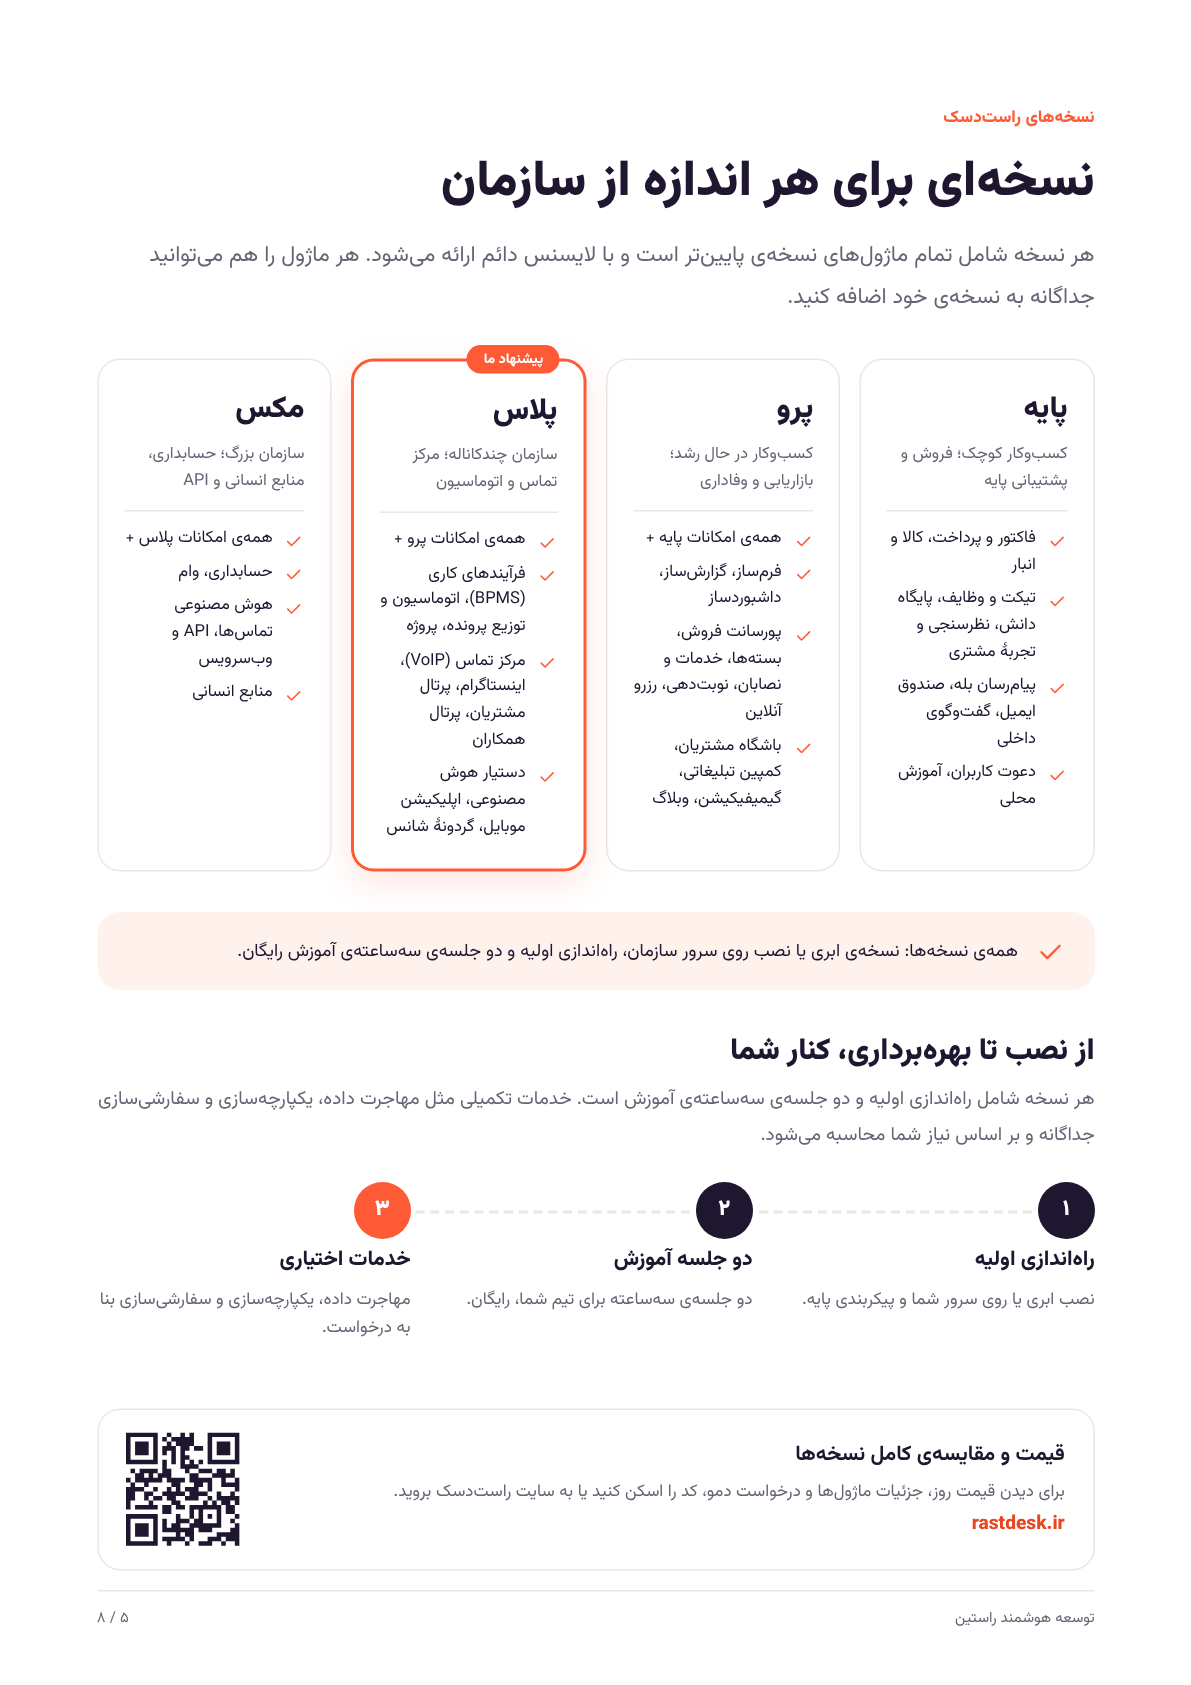 نسخه‌های راست‌دسک
نسخه‌ای برای هر اندازه از سازمان
هر نسخه شامل تمام ماژول‌های نسخه‌ی پایین‌تر است و با لایسنس دائم ارائه می‌شود. هر ماژول را هم می‌توانید
جداگانه به نسخه‌ی خود اضافه کنید.
پایه
کسب‌وکار کوچک؛ فروش و
پشتیبانی پایه
فاکتور و پرداخت، کالا و
انبار
تیکت و وظایف، پایگاه
دانش، نظرسنجی و
تجربهٔ مشتری
پیام‌رسان بله، صندوق
ایمیل، گفت‌وگوی
داخلی
دعوت کاربران، آموزش
محلی
پرو
کسب‌وکار در حال رشد؛
بازاریابی و وفاداری
همه‌ی امکانات پایه +
فرم‌ساز، گزارش‌ساز،
داشبوردساز
پورسانت فروش،
بسته‌ها، خدمات و
نصابان، نوبت‌دهی، رزرو
آنلاین
باشگاه مشتریان،
کمپین تبلیغاتی،
گیمیفیکیشن، وبلاگ
پیشنهاد ما
پلاس
سازمان چندکاناله؛ مرکز
تماس و اتوماسیون
همه‌ی امکانات پرو +
فرآیندهای کاری
(BPMS)، اتوماسیون و
توزیع پرونده، پروژه
مرکز تماس (VoIP)،
اینستاگرام، پرتال
مشتریان، پرتال
همکاران
دستیار هوش
مصنوعی، اپلیکیشن
موبایل، گردونهٔ شانس
مکس
سازمان بزرگ؛ حسابداری،
منابع انسانی و API
همه‌ی امکانات پلاس +
حسابداری، وام
هوش مصنوعی
تماس‌ها، API و
وب‌سرویس
منابع انسانی
همه‌ی نسخه‌ها: نسخه‌ی ابری یا نصب روی سرور سازمان، راه‌اندازی اولیه و دو جلسه‌ی سه‌ساعته‌ی آموزش رایگان.
از نصب تا بهره‌برداری، کنار شما
هر نسخه شامل راه‌اندازی اولیه و دو جلسه‌ی سه‌ساعته‌ی آموزش است. خدمات تکمیلی مثل مهاجرت داده، یکپارچه‌سازی و سفارشی‌سازی
جداگانه و بر اساس نیاز شما محاسبه می‌شود.
۱
راه‌اندازی اولیه
نصب ابری یا روی سرور شما و پیکربندی پایه.
۲
دو جلسه آموزش
دو جلسه‌ی سه‌ساعته برای تیم شما، رایگان.
۳
خدمات اختیاری
مهاجرت داده، یکپارچه‌سازی و سفارشی‌سازی بنا
به درخواست.
قیمت و مقایسه‌ی کامل نسخه‌ها
برای دیدن قیمت روز، جزئیات ماژول‌ها و درخواست دمو، کد را اسکن کنید یا به سایت راست‌دسک بروید.
rastdesk.ir
توسعه هوشمند راستین
۵ / ۸